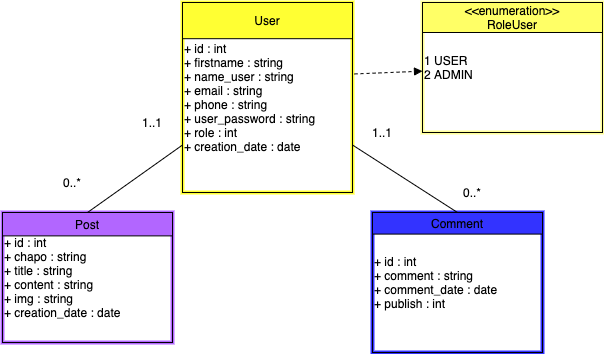 User
+ id : int
+ firstname : string
+ name_user : string
+ email : string
+ phone : string
+ user_password : string
+ role : int
+ creation_date : date
<<enumeration>>
RoleUser
1 USER
2 ADMIN
1..1
1..1
0..*
0..*
Post
+ id : int
+ chapo : string
+ title : string
+ content : string
+ img : string
+ creation_date : date
Comment
+ id : int
+ comment : string
+ comment_date : date
+ publish : int